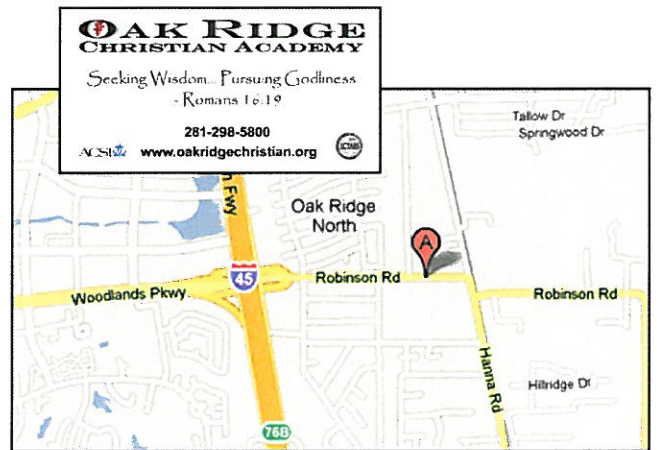 OAK RIDGE
CHRISTIAN ACADEMY
Seeking Wisdom... Pursuing Godliness
- Romans 16:19
281-298-5800
ACSI www.oakridgechristian.org
Tallow Dr
Springwood Dr
Fwy
Oak Ridge
North
A
45
Robinson Rd
Woodlands Pkwy
Robinson Rd
Hanna Rd
Hillridge Dr
76B